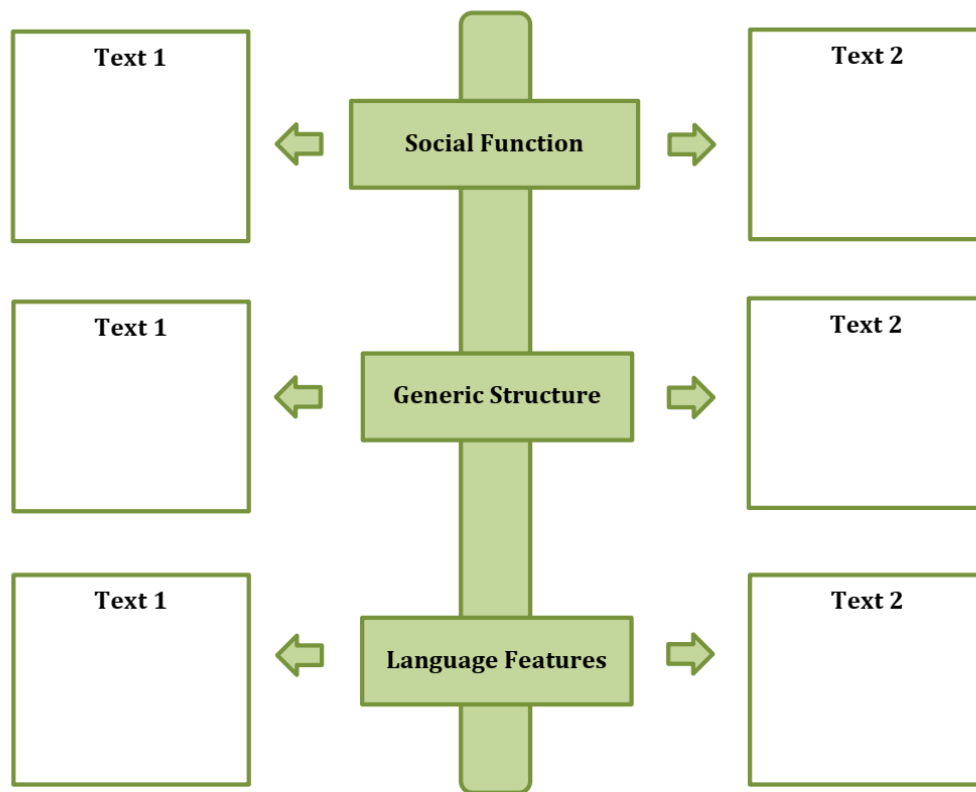 Text 1
Text 2
Social Function
Text 1
Text 2
Generic Structure
Text 1
Text 2
Language Features